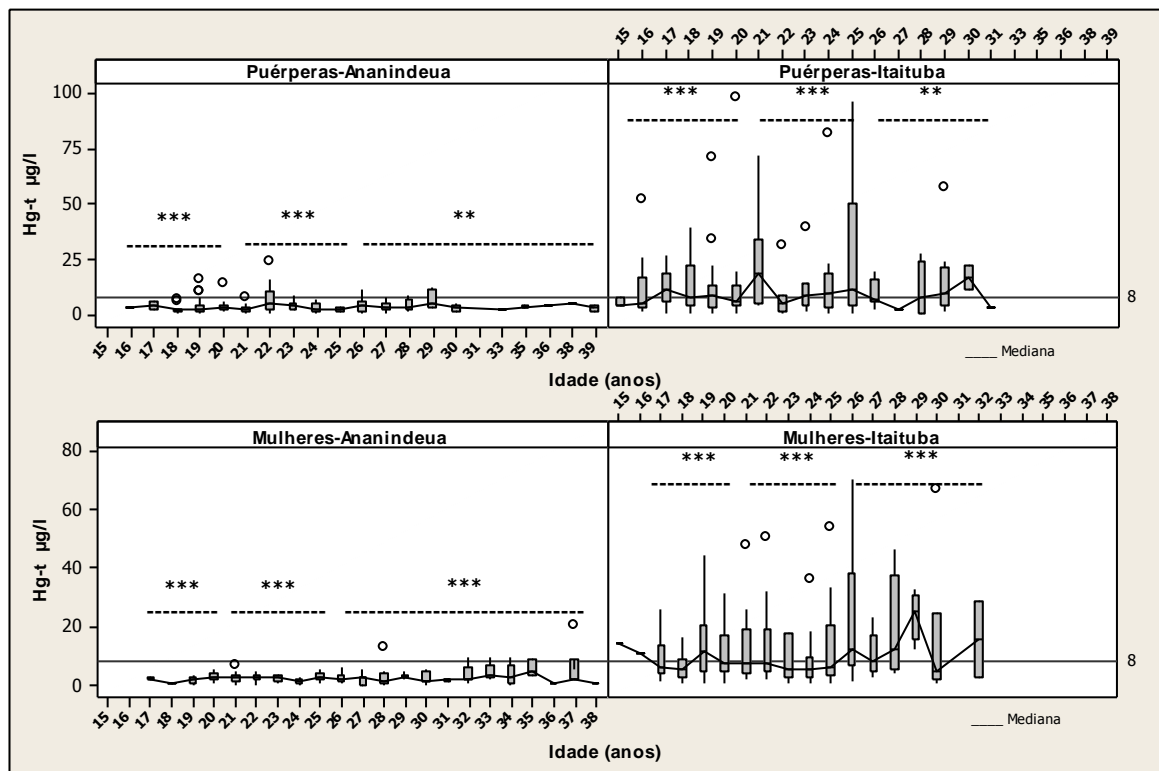 15 16 17 18 19 20 21 22 23 24 25 26 27 28 29 30 31 33 35 36 38 39
Puérperas-Ananindeua Puérperas-Itaituba
100
75
50
25
0
Hg-t µg/l
*** *** **
*** *** **
8
15 16 17 18 19 20 21 22 23 24 25 26 27 28 29 30 31 33 35 36 38 39
____ Mediana
Idade (anos)
15 16 17 18 19 20 21 22 23 24 25 26 27 28 29 30 31 32 33 34 35 36 37 38
Mulheres-Ananindeua Mulheres-Itaituba
80
60
40
20
0
Hg-t µg/l
*** *** ***
*** *** ***
8
15 16 17 18 19 20 21 22 23 24 25 26 27 28 29 30 31 32 33 34 35 36 37 38
____ Mediana
Idade (anos)